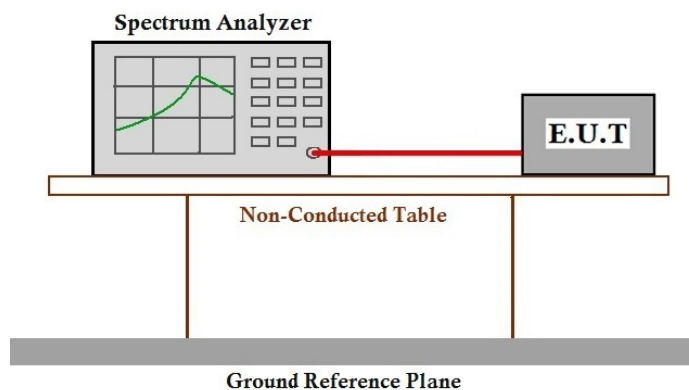 Spectrum Analyzer
E.U.T
Non-Conducted Table
Ground Reference Plane